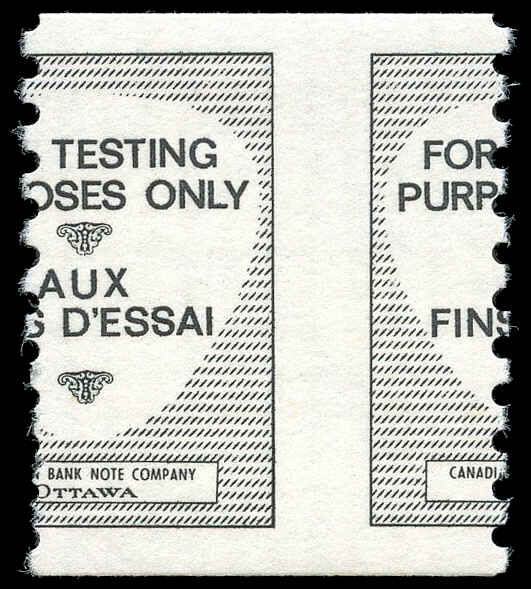 TESTING
OSES ONLY
AUX
S D'ESSAI
BANK NOTE COMPANY
OTTAWA
FOR
PURP
FINS
CANADI